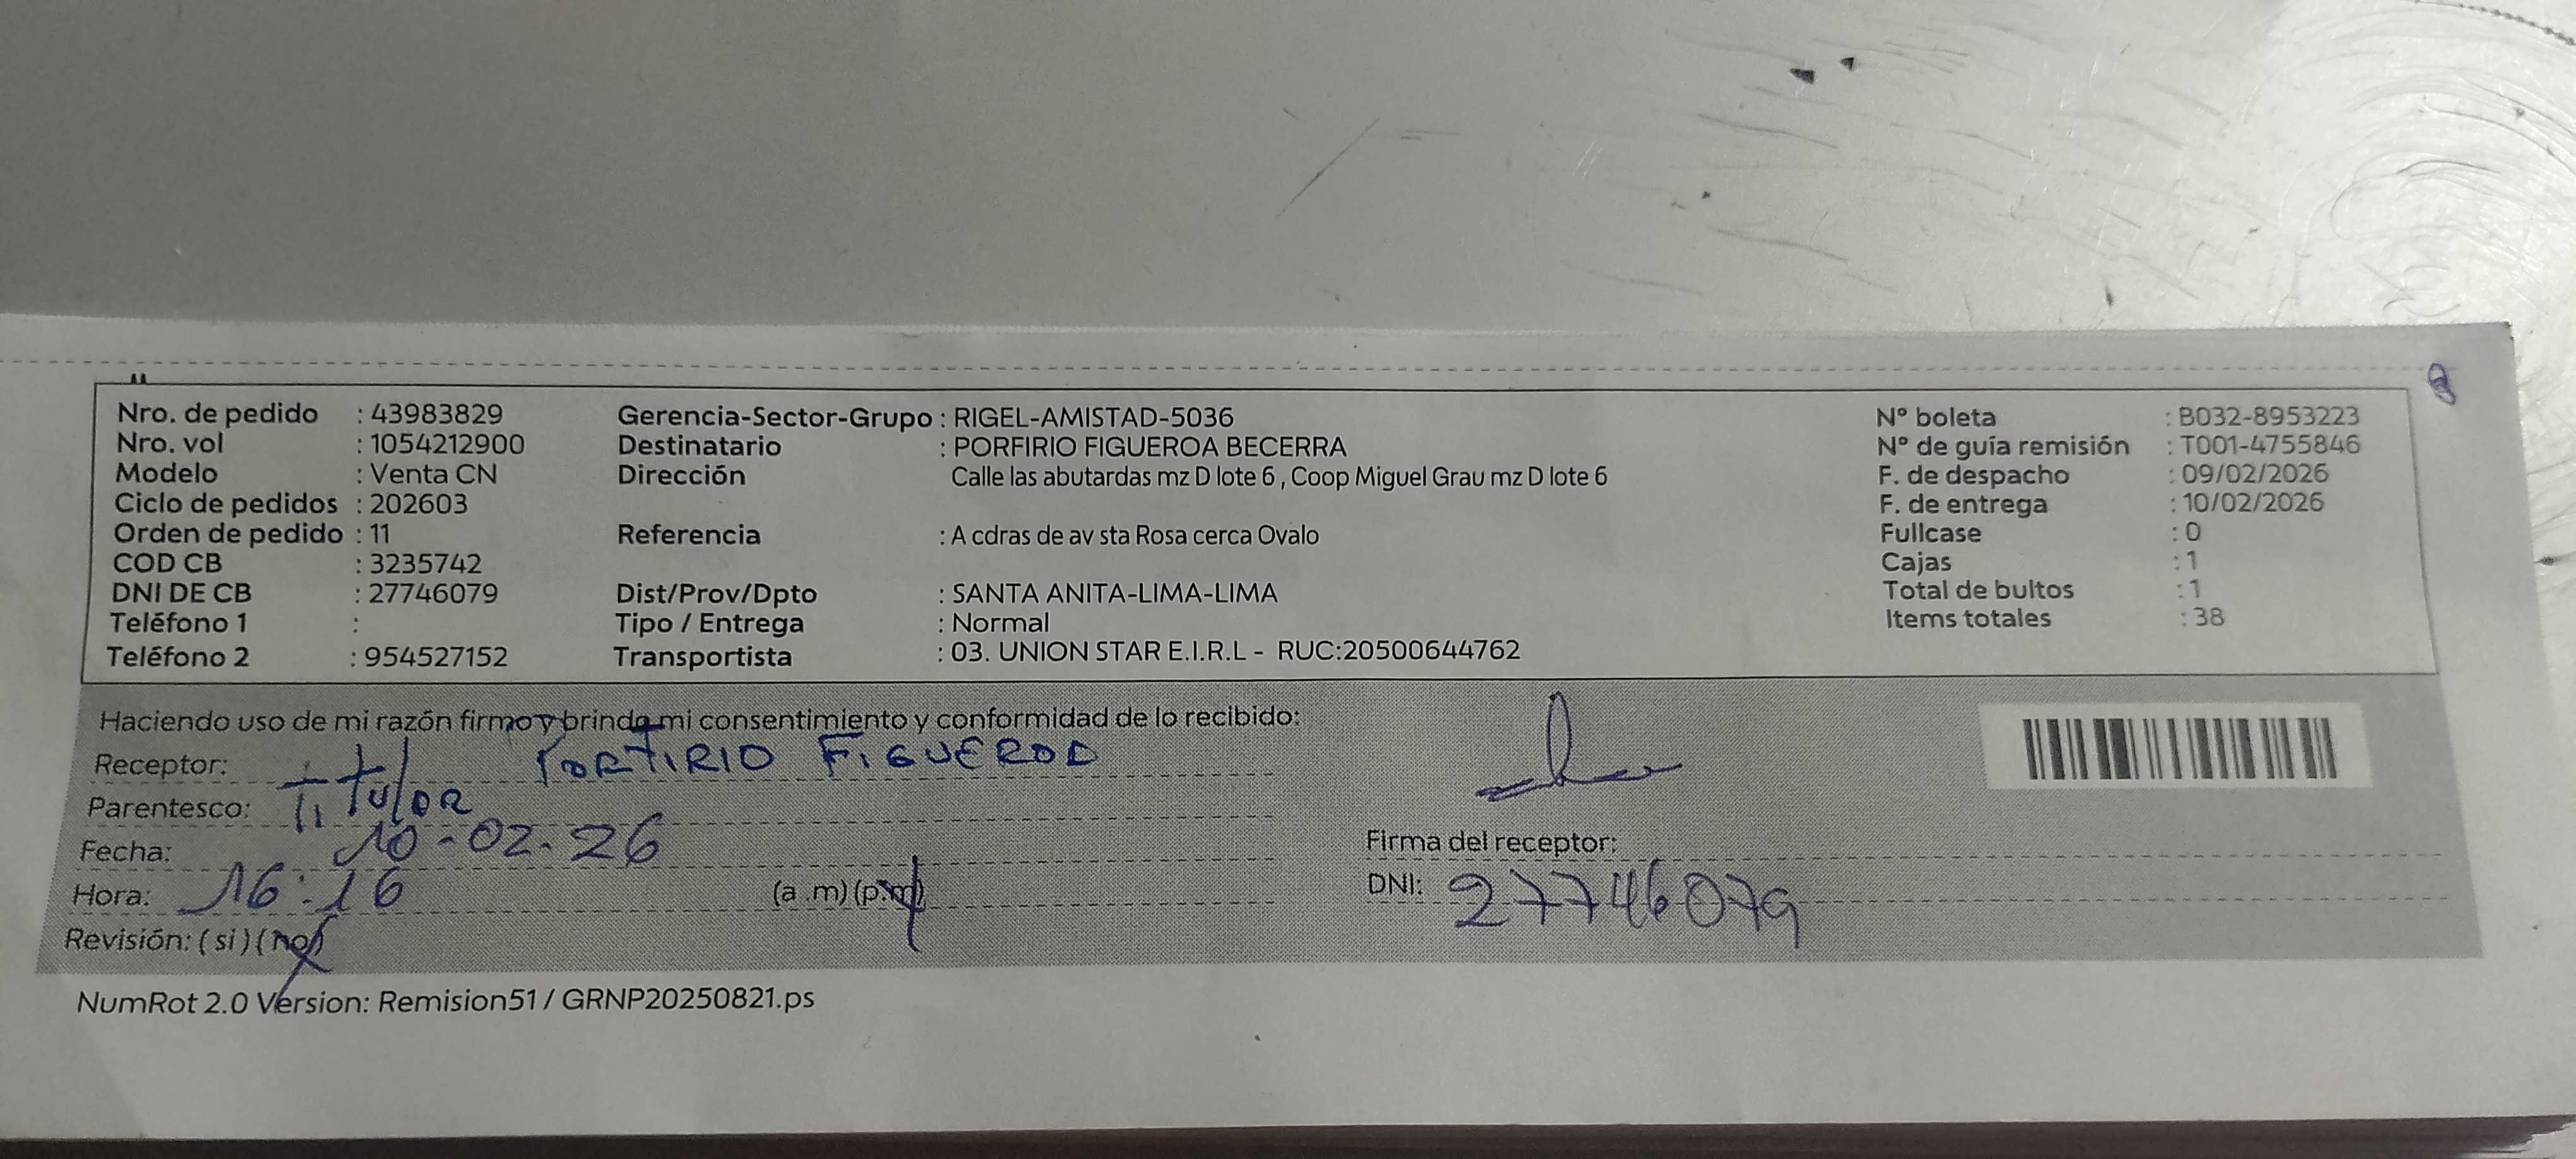 Nro. de pedido : 43983829 Gerencia-Sector-Grupo : RIGEL-AMISTAD-5036 N° boleta : B032-8953223
Nro. vol : 1054212900 Destinatario : PORFIRIO FIGUEROA BECERRA N° de guía remisión : T001-4755846
Modelo : Venta CN Dirección Calle las abutardas mz D lote 6 , Coop Miguel Grau mz D lote 6 F. de despacho : 09/02/2026
Ciclo de pedidos : 202603 F. de entrega : 10/02/2026
Orden de pedido : 11 Referencia : A cdras de av sta Rosa cerca Ovalo Fullcase : 0
COD CB : 3235742 Cajas : 1
DNI DE CB : 27746079 Dist/Prov/Dpto : SANTA ANITA-LIMA-LIMA Total de bultos : 1
Teléfono 1 : Tipo / Entrega : Normal Items totales : 38
Teléfono 2 : 954527152 Transportista : 03. UNION STAR E.I.R.L - RUC:20500644762
Haciendo uso de mi razón firmo y brindo mi consentimiento y conformidad de lo recibido:
Receptor: PORFIRIO FIGUEROA
Parentesco: Titular
Fecha: 10-02-26 Firma del receptor:
Hora: 16:16 (a .m) (p.m) DNI: 27746079
Revisión: ( si ) ( no )
NumRot 2.0 Version: Remision51 / GRNP20250821.ps